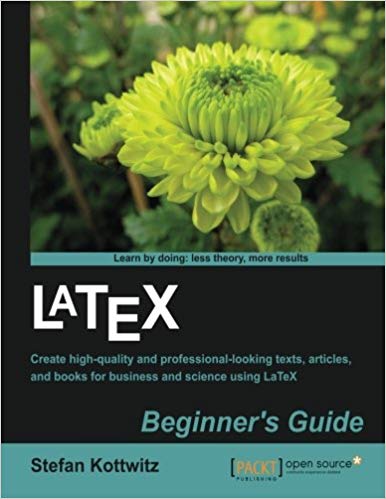 Learn by doing: less theory, more results
LATEX
Create high-quality and professional-looking texts, articles,
and books for business and science using LaTeX
Beginner's Guide
Stefan Kottwitz
[PACKT] open source*
PUBLISHING